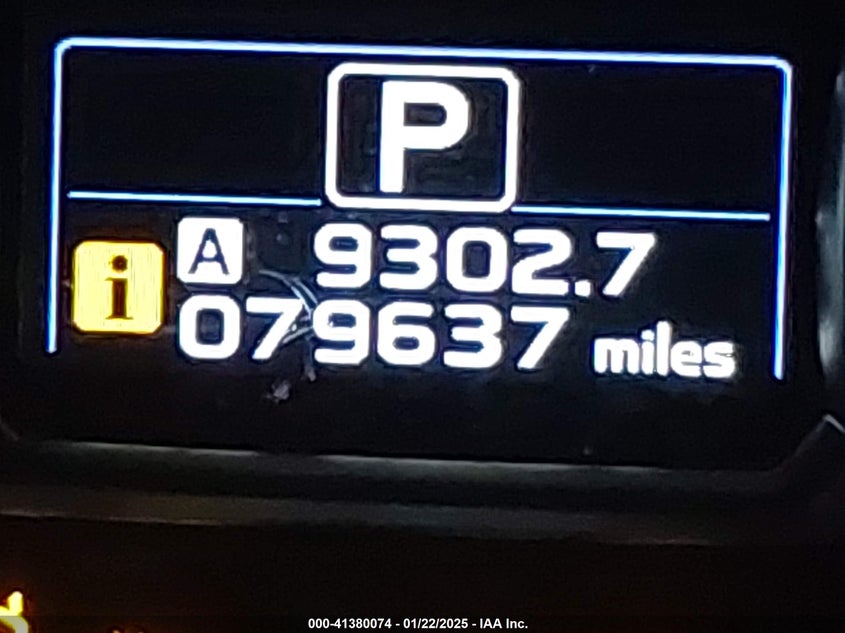 P
A 9302.7
i 079637 miles
000-41380074 - 01/22/2025 - IAA Inc.